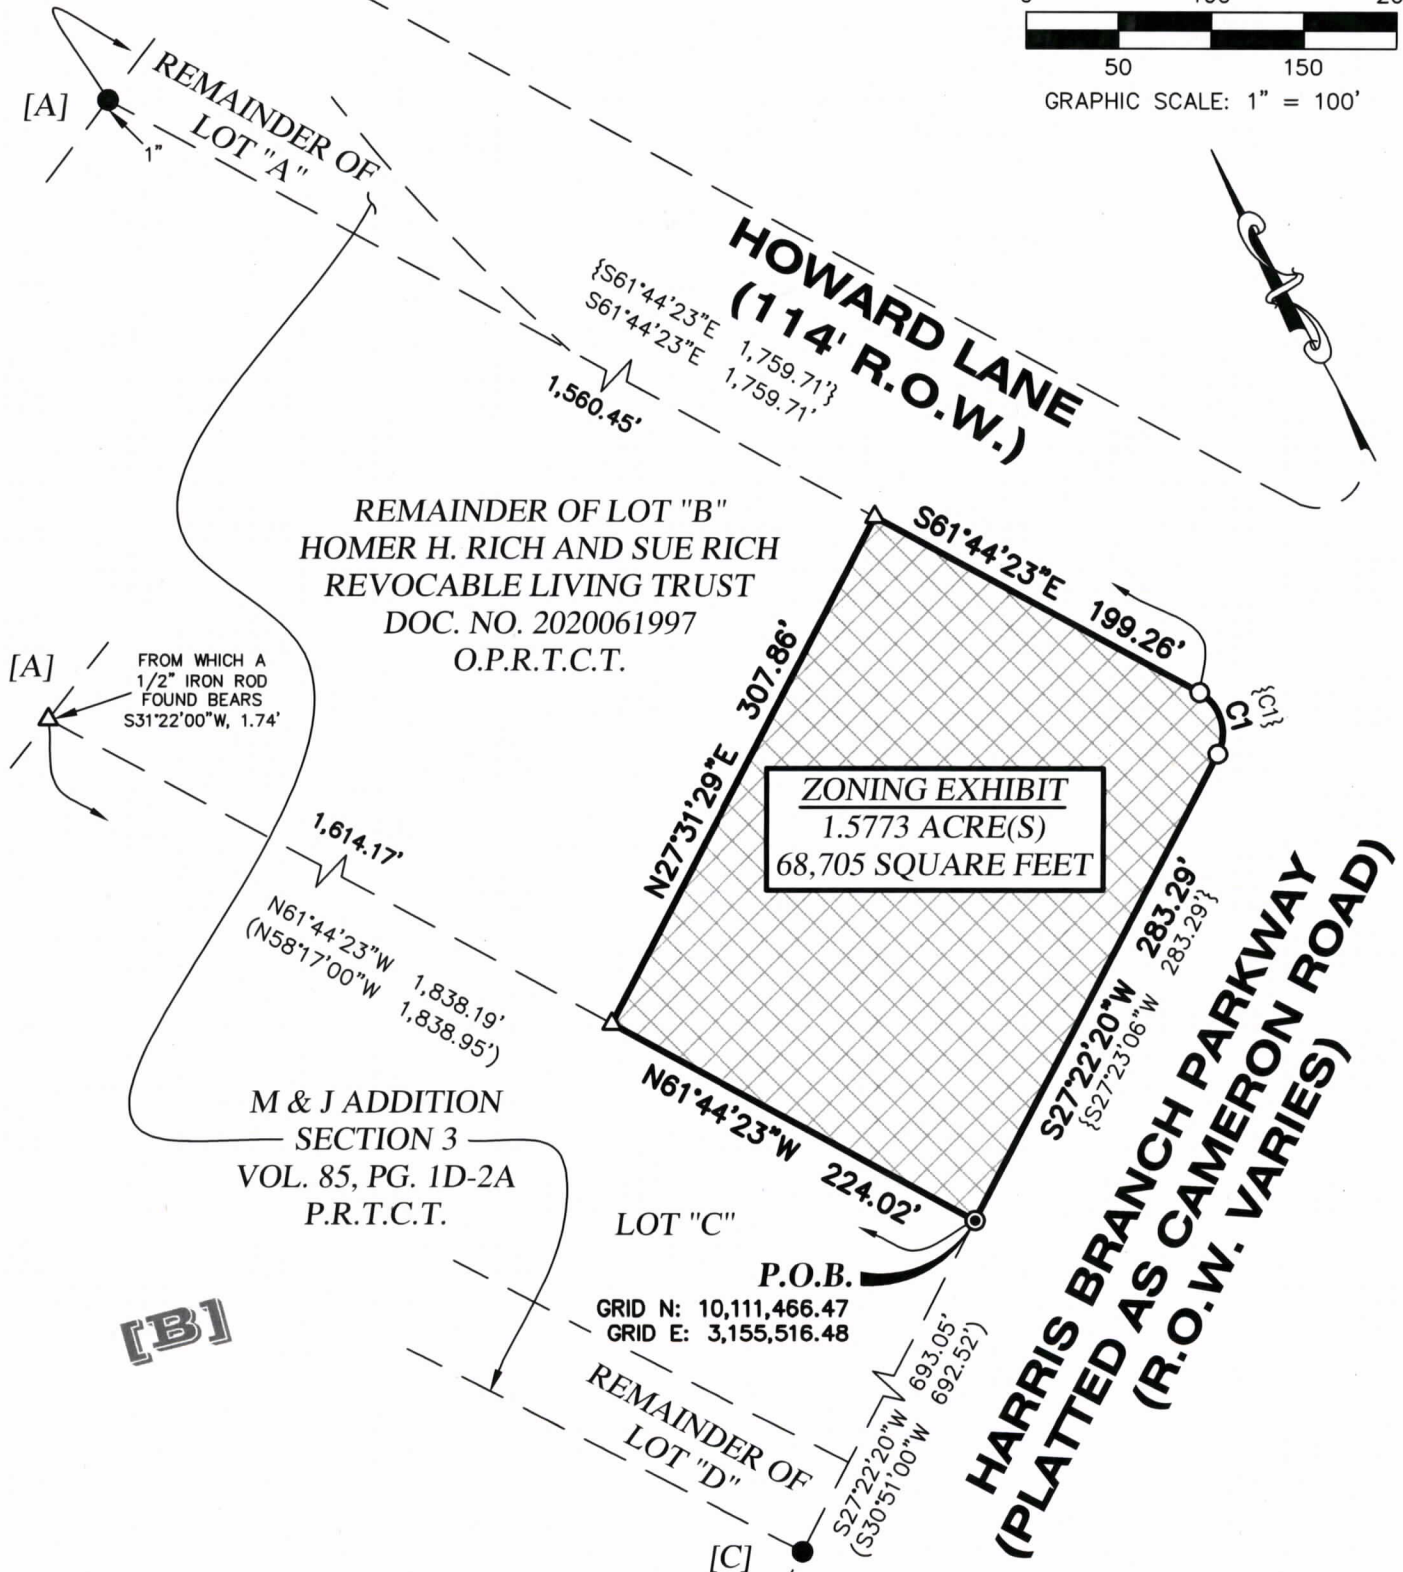 0 100
50 150
GRAPHIC SCALE: 1" = 100'
[A]
1"
REMAINDER OF
LOT "A"
HOWARD LANE
(114' R.O.W.)
{S61°44'23"E 1,759.71'}
S61°44'23"E 1,759.71'
1,560.45'
REMAINDER OF LOT "B"
HOMER H. RICH AND SUE RICH
REVOCABLE LIVING TRUST
DOC. NO. 2020061997
O.P.R.T.C.T.
S61°44'23"E 199.26'
C1
{C1}
[A]
FROM WHICH A
1/2" IRON ROD
FOUND BEARS
S31°22'00"W, 1.74'
N27°31'29"E 307.86'
ZONING EXHIBIT
1.5773 ACRE(S)
68,705 SQUARE FEET
1,614.17'
N61°44'23"W 1,838.19'
(N58°17'00"W 1,838.95')
S27°22'20"W 283.29'
{S27°23'06"W 283.29'}
HARRIS BRANCH PARKWAY
(PLATTED AS CAMERON ROAD)
(R.O.W. VARIES)
N61°44'23"W 224.02'
M & J ADDITION
SECTION 3
VOL. 85, PG. 1D-2A
P.R.T.C.T.
LOT "C"
P.O.B.
GRID N: 10,111,466.47
GRID E: 3,155,516.48
[B]
REMAINDER OF
LOT "D"
S27°22'20"W 693.05'
(S30°51'00"W 692.52')
[C]